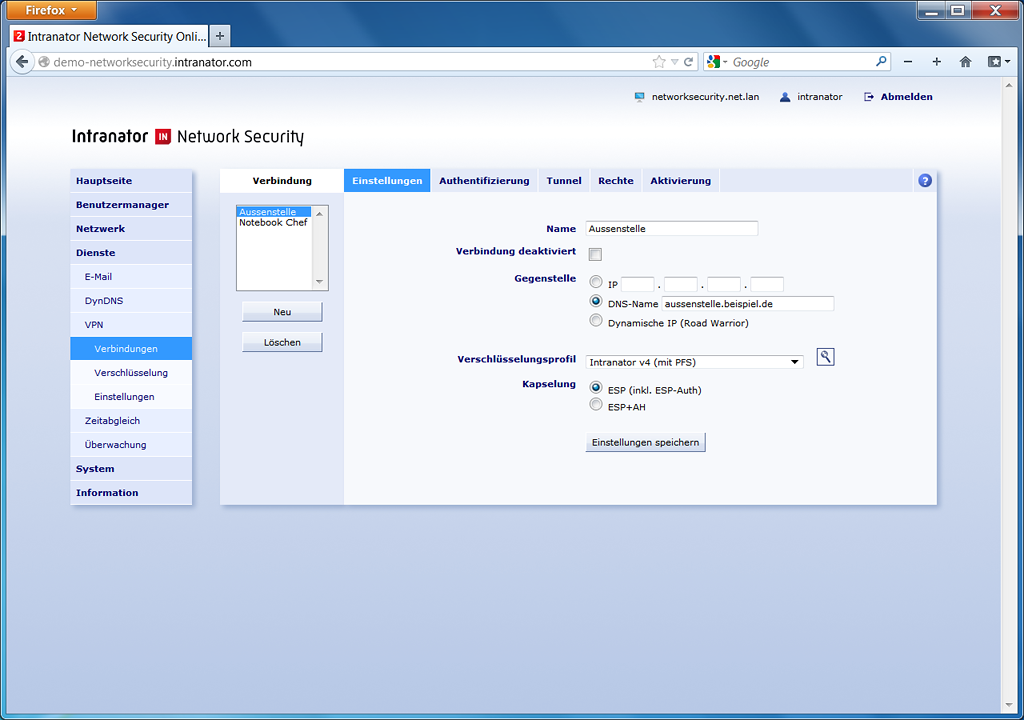 Firefox
2 Intranator Network Security Onli... +
demo-networksecurity.intranator.com
Google
networksecurity.net.lan intranator Abmelden
Intranator IN Network Security
Hauptseite
Benutzermanager
Netzwerk
Dienste
E-Mail
DynDNS
VPN
Verbindungen
Verschlüsselung
Einstellungen
Zeitabgleich
Überwachung
System
Information
Verbindung
Aussenstelle
Notebook Chef
Neu
Löschen
Einstellungen Authentifizierung Tunnel Rechte Aktivierung ?
Name Aussenstelle
Verbindung deaktiviert
Gegenstelle IP . . .
DNS-Name aussenstelle.beispiel.de
Dynamische IP (Road Warrior)
Verschlüsselungsprofil Intranator v4 (mit PFS)
Kapselung ESP (inkl. ESP-Auth)
ESP+AH
Einstellungen speichern